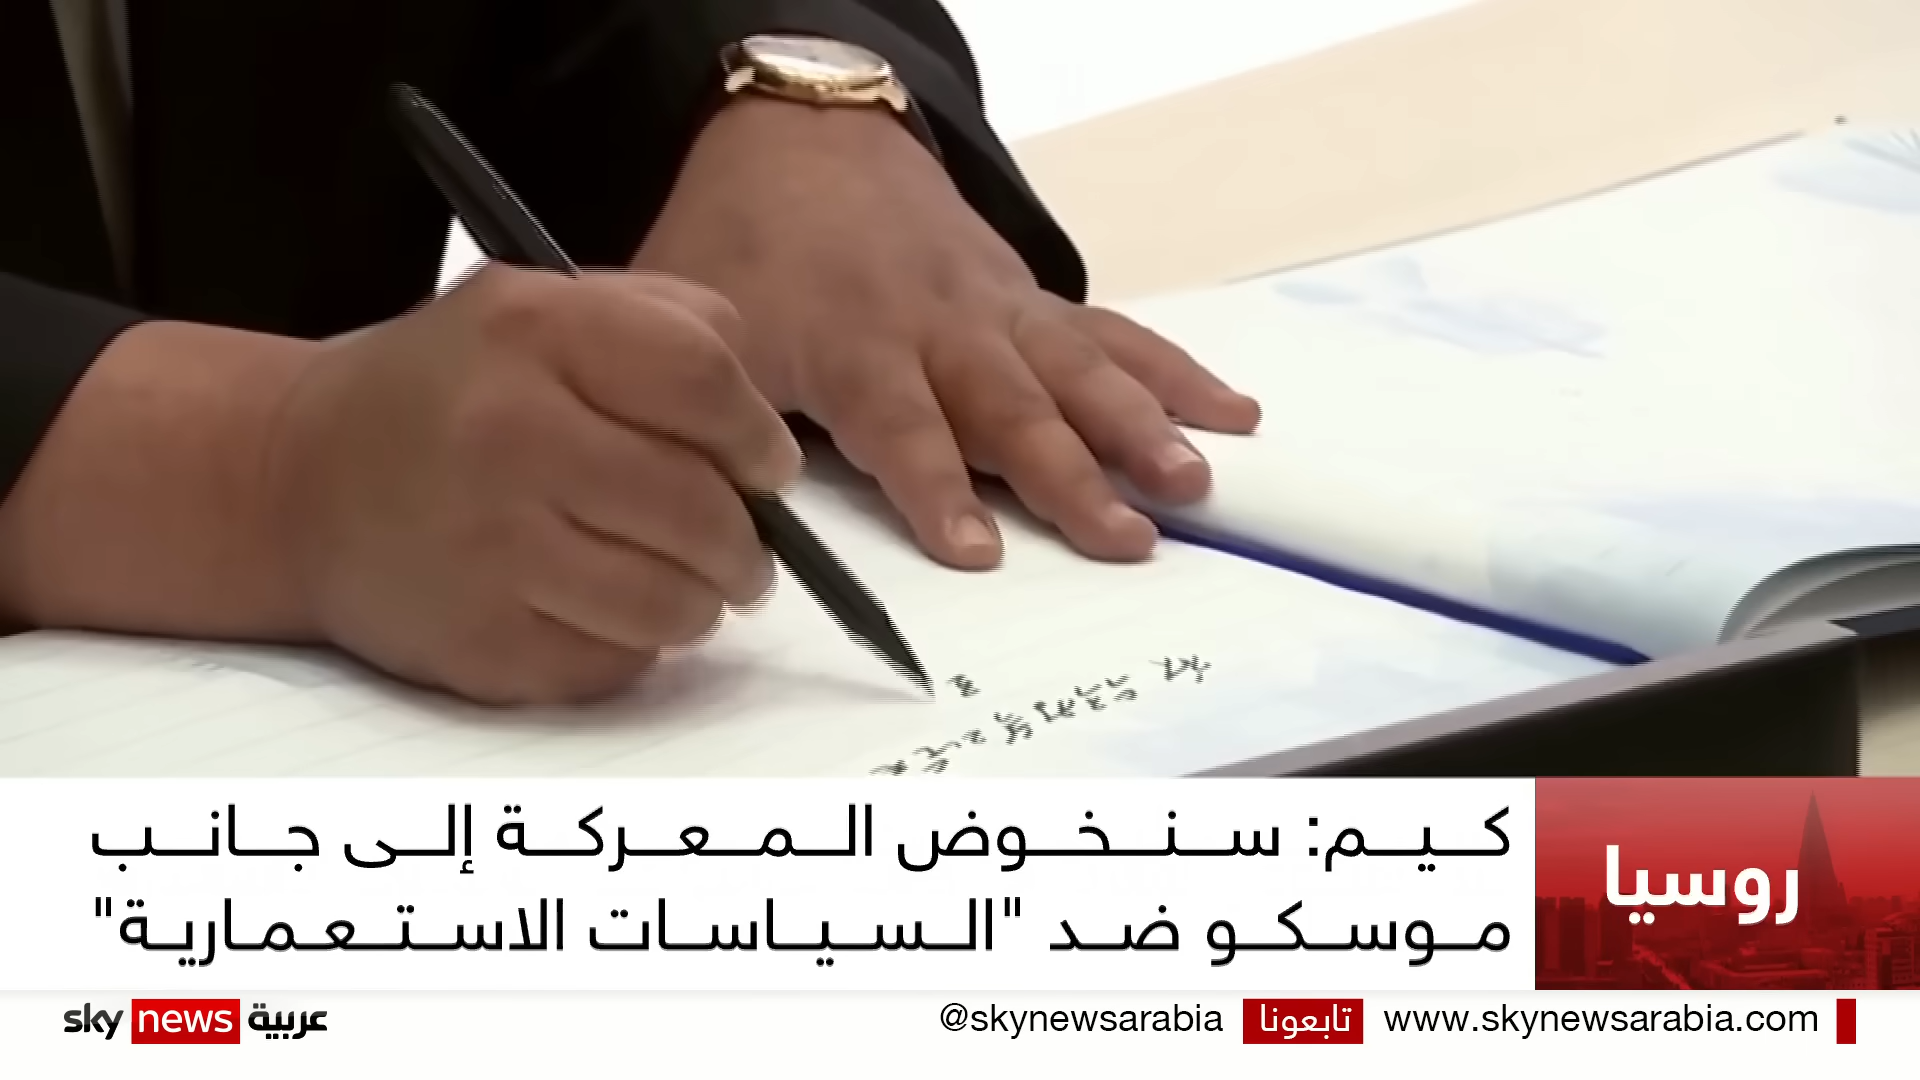 كيم: سنخوض المعركة إلى جانب
موسكو ضد "السياسات الاستعمارية"
روسيا
sky news عربية
@skynewsarabia تابعونا www.skynewsarabia.com